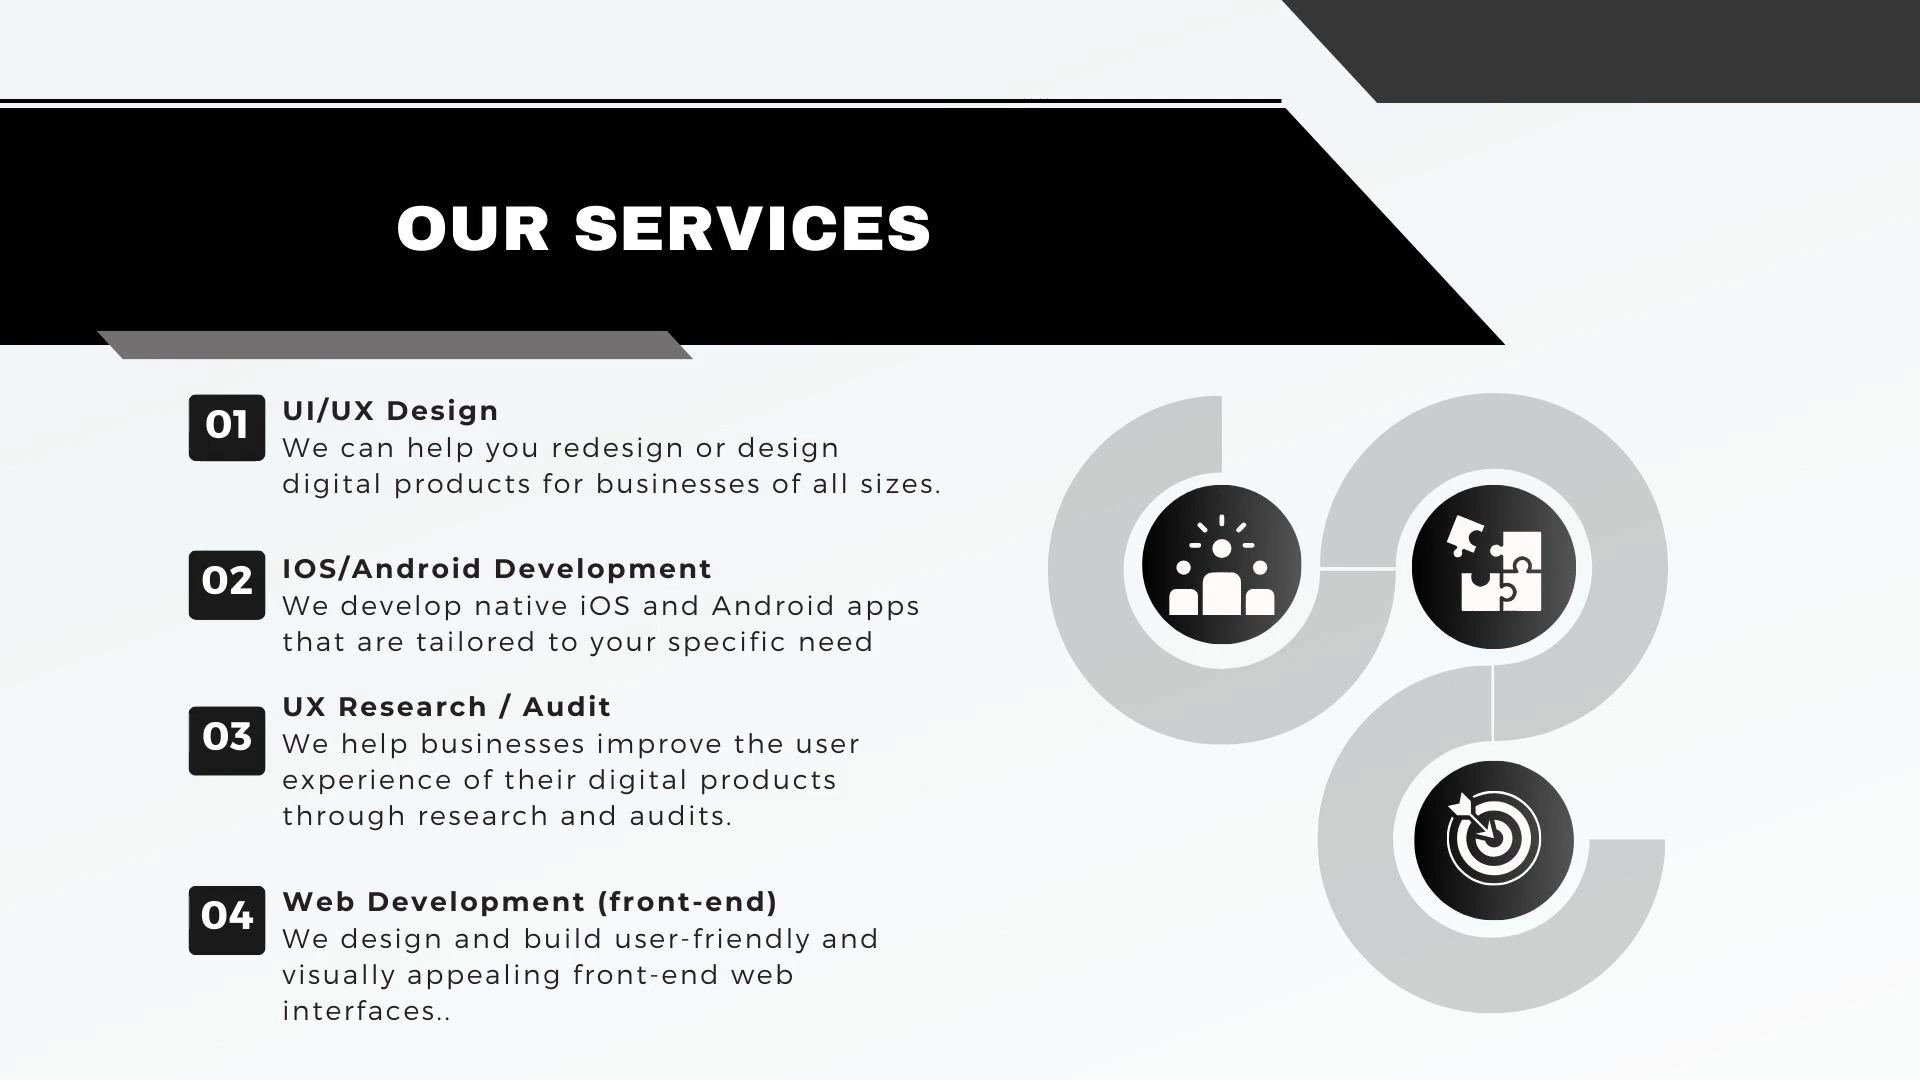 OUR SERVICES
01
UI/UX Design
We can help you redesign or design
digital products for businesses of all sizes.
02
IOS/Android Development
We develop native iOS and Android apps
that are tailored to your specific need
03
UX Research / Audit
We help businesses improve the user
experience of their digital products
through research and audits.
04
Web Development (front-end)
We design and build user-friendly and
visually appealing front-end web
interfaces..